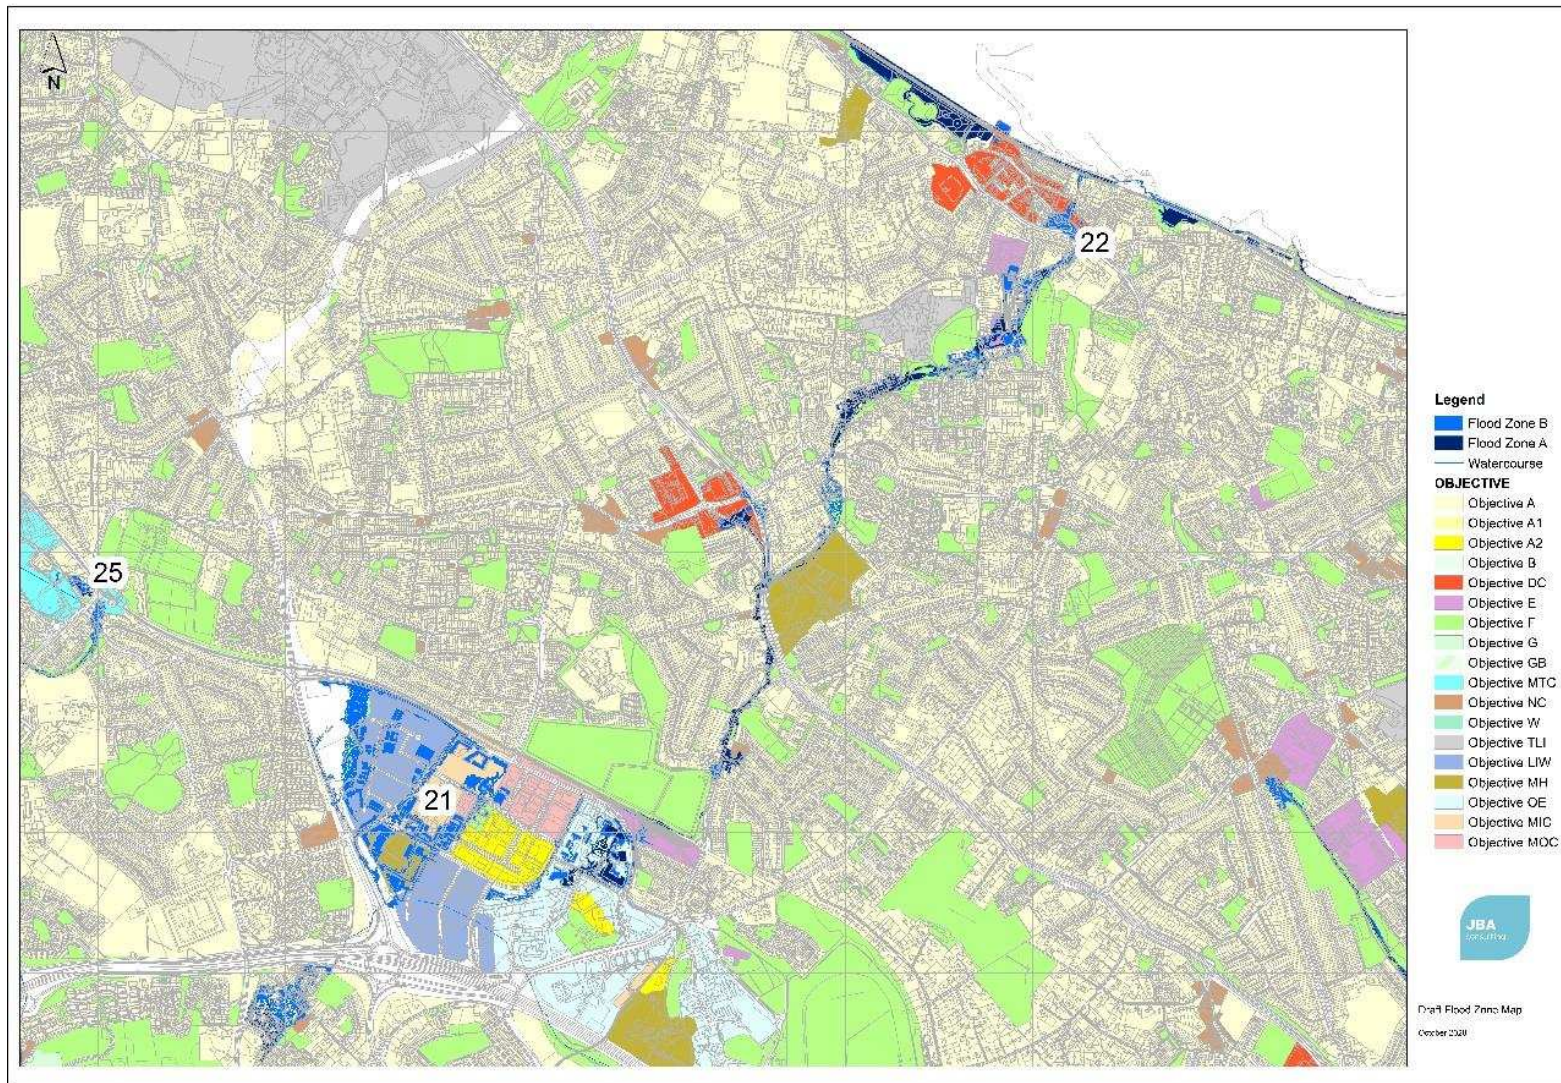 N
22
25
21
Legend
Flood Zone B
Flood Zone A
Watercourse
OBJECTIVE
Objective A
Objective A1
Objective A2
Objective B
Objective DC
Objective E
Objective F
Objective G
Objective GB
Objective MTC
Objective NC
Objective W
Objective TLI
Objective LIW
Objective MH
Objective OE
Objective MIC
Objective MOC
JBA
consulting
Draft Flood Zone Map
October 2020